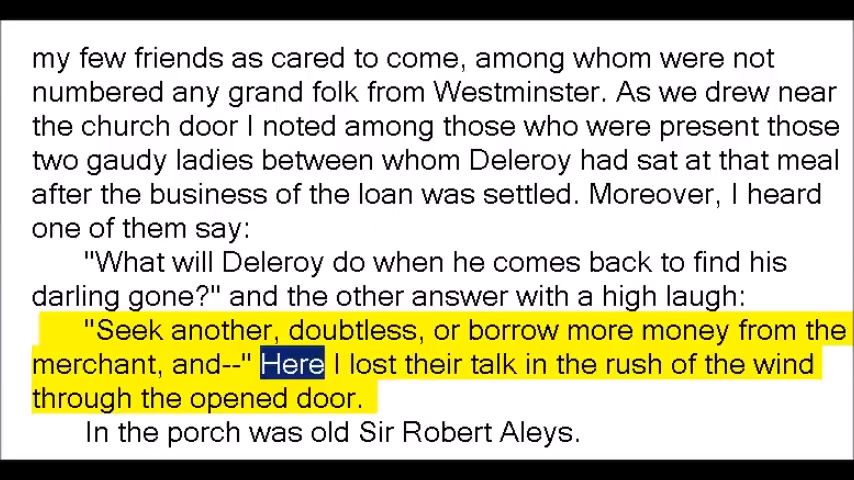 my few friends as cared to come, among whom were not
numbered any grand folk from Westminster. As we drew near
the church door I noted among those who were present those
two gaudy ladies between whom Deleroy had sat at that meal
after the business of the loan was settled. Moreover, I heard
one of them say:
"What will Deleroy do when he comes back to find his
darling gone?" and the other answer with a high laugh:
"Seek another, doubtless, or borrow more money from the
merchant, and--" Here I lost their talk in the rush of the wind
through the opened door.
In the porch was old Sir Robert Aleys.